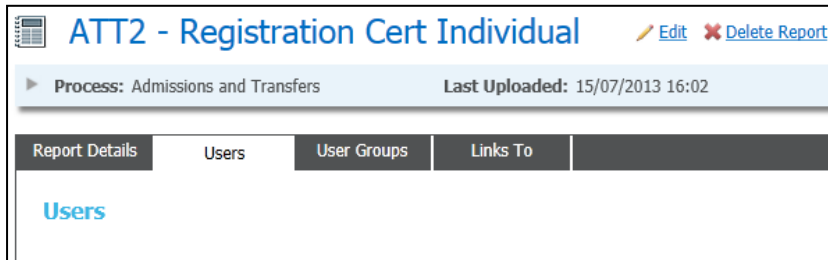 ATT2 - Registration Cert Individual Edit Delete Report
Process: Admissions and Transfers Last Uploaded: 15/07/2013 16:02
Report Details Users User Groups Links To
Users